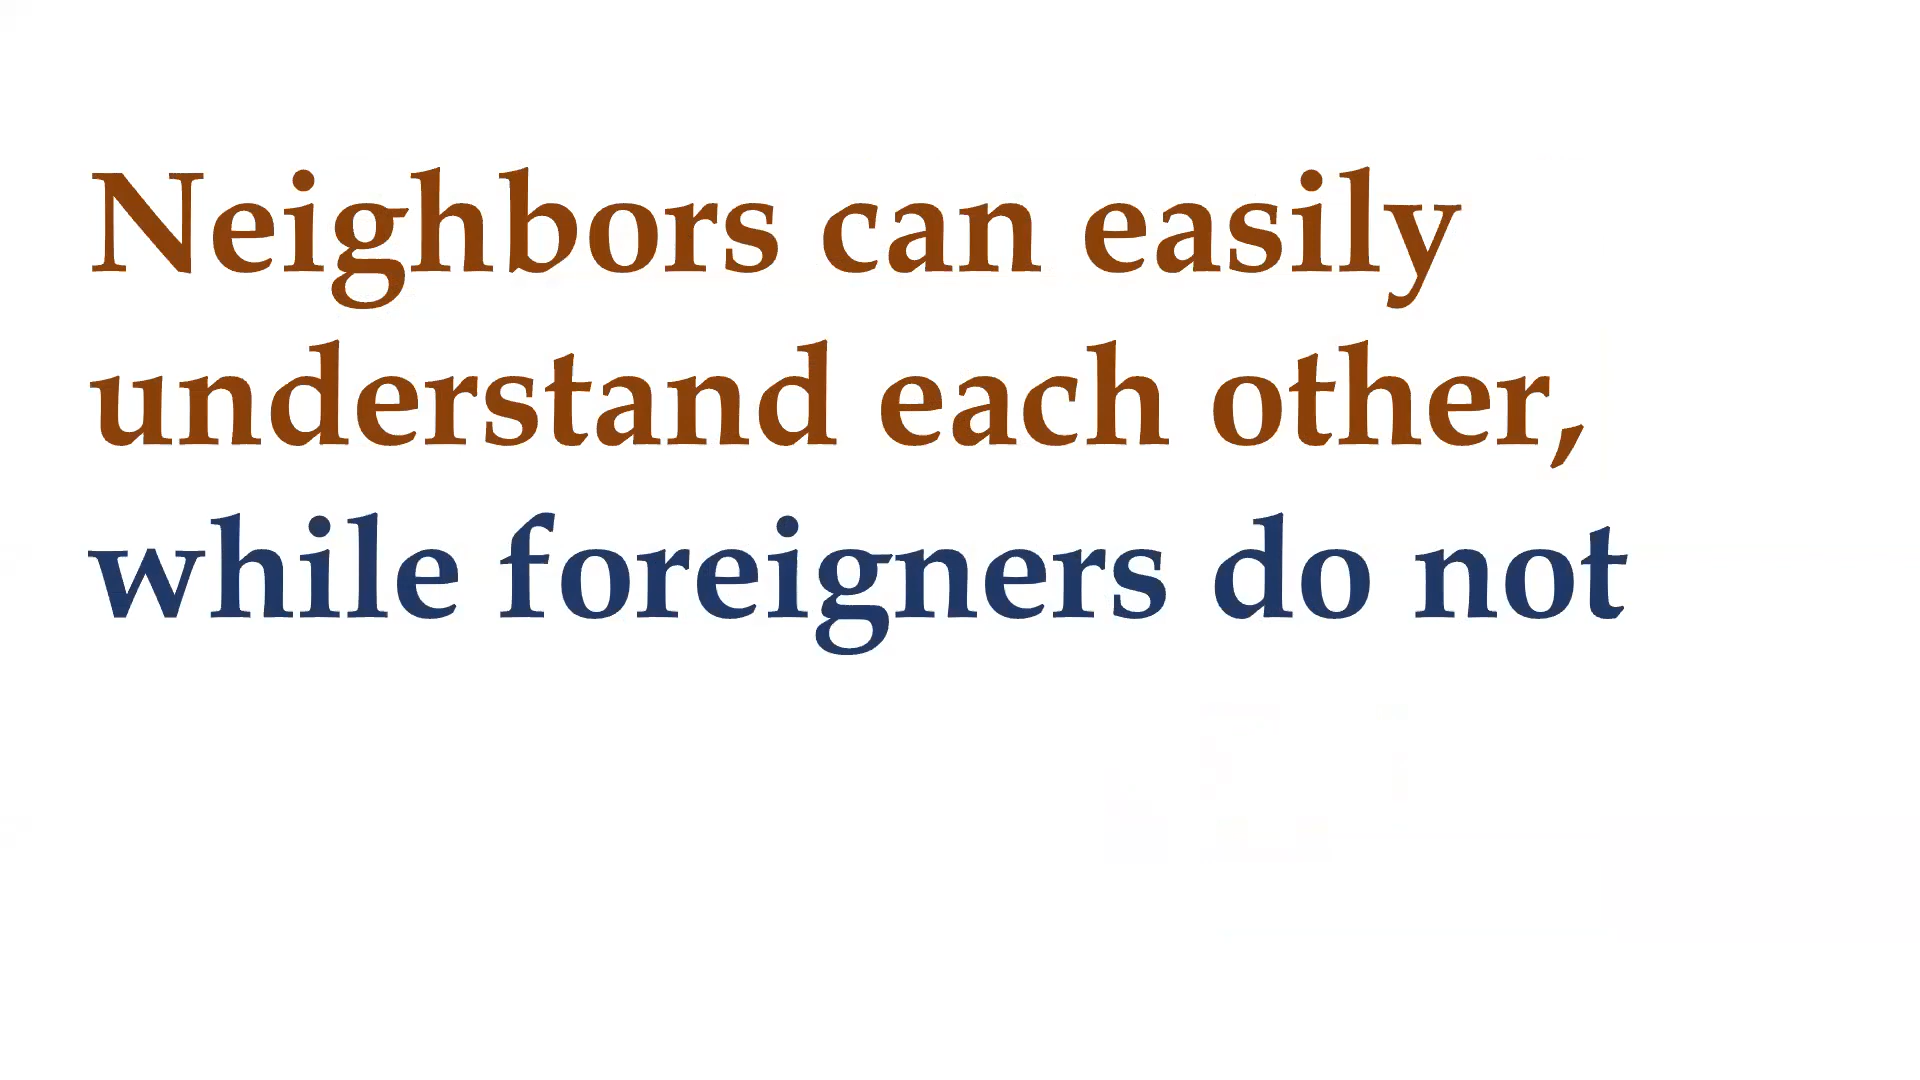 Neighbors can easily
understand each other,
while foreigners do not